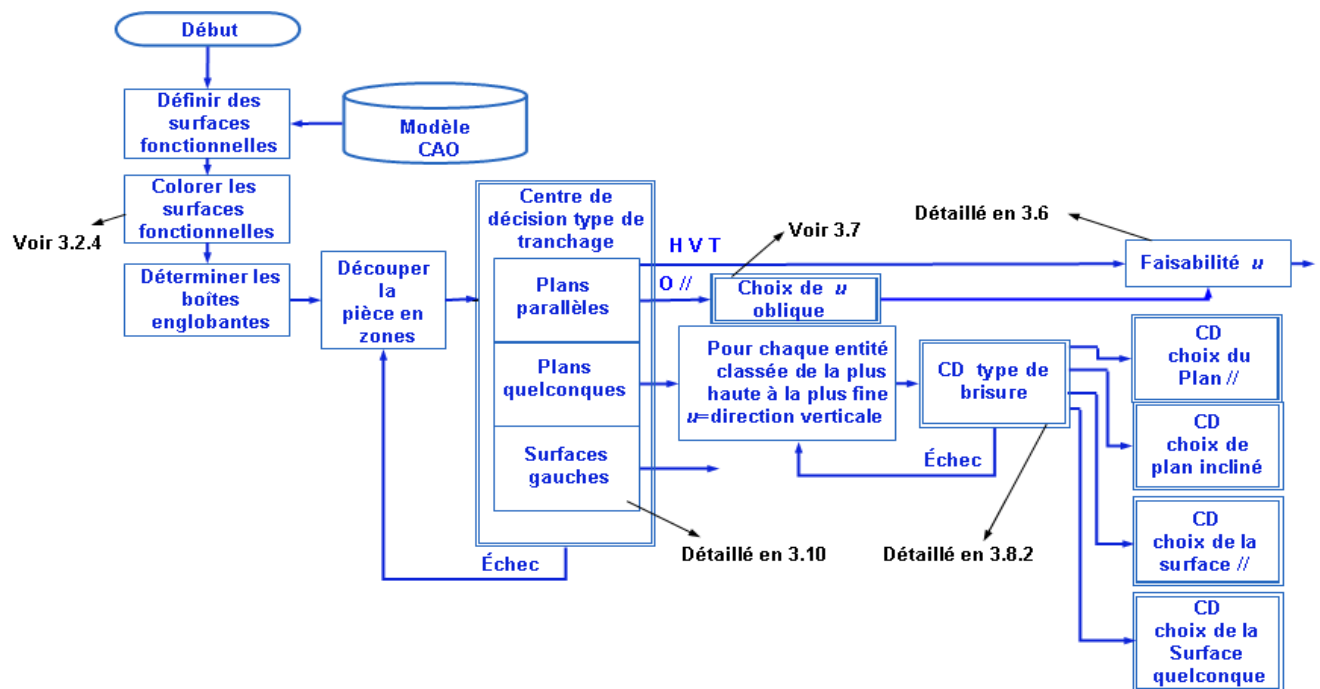 Début
Définir des
surfaces
fonctionnelles
Modèle
CAO
Colorer les
surfaces
fonctionnelles
Voir 3.2.4
Déterminer les
boîtes
englobantes
Découper
la
pièce en
zones
Centre de
décision type de
tranchage
Plans
parallèles
Plans
quelconques
Surfaces
gauches
Échec
Détaillé en 3.10
H V T
O //
Voir 3.7
Choix de u
oblique
Détaillé en 3.6
Faisabilité u
Pour chaque entité
classée de la plus
haute à la plus fine
u=direction verticale
CD type de
brisure
Échec
Détaillé en 3.8.2
CD
choix du
Plan //
CD
choix de
plan incliné
CD
choix de la
surface //
CD
choix de la
Surface
quelconque